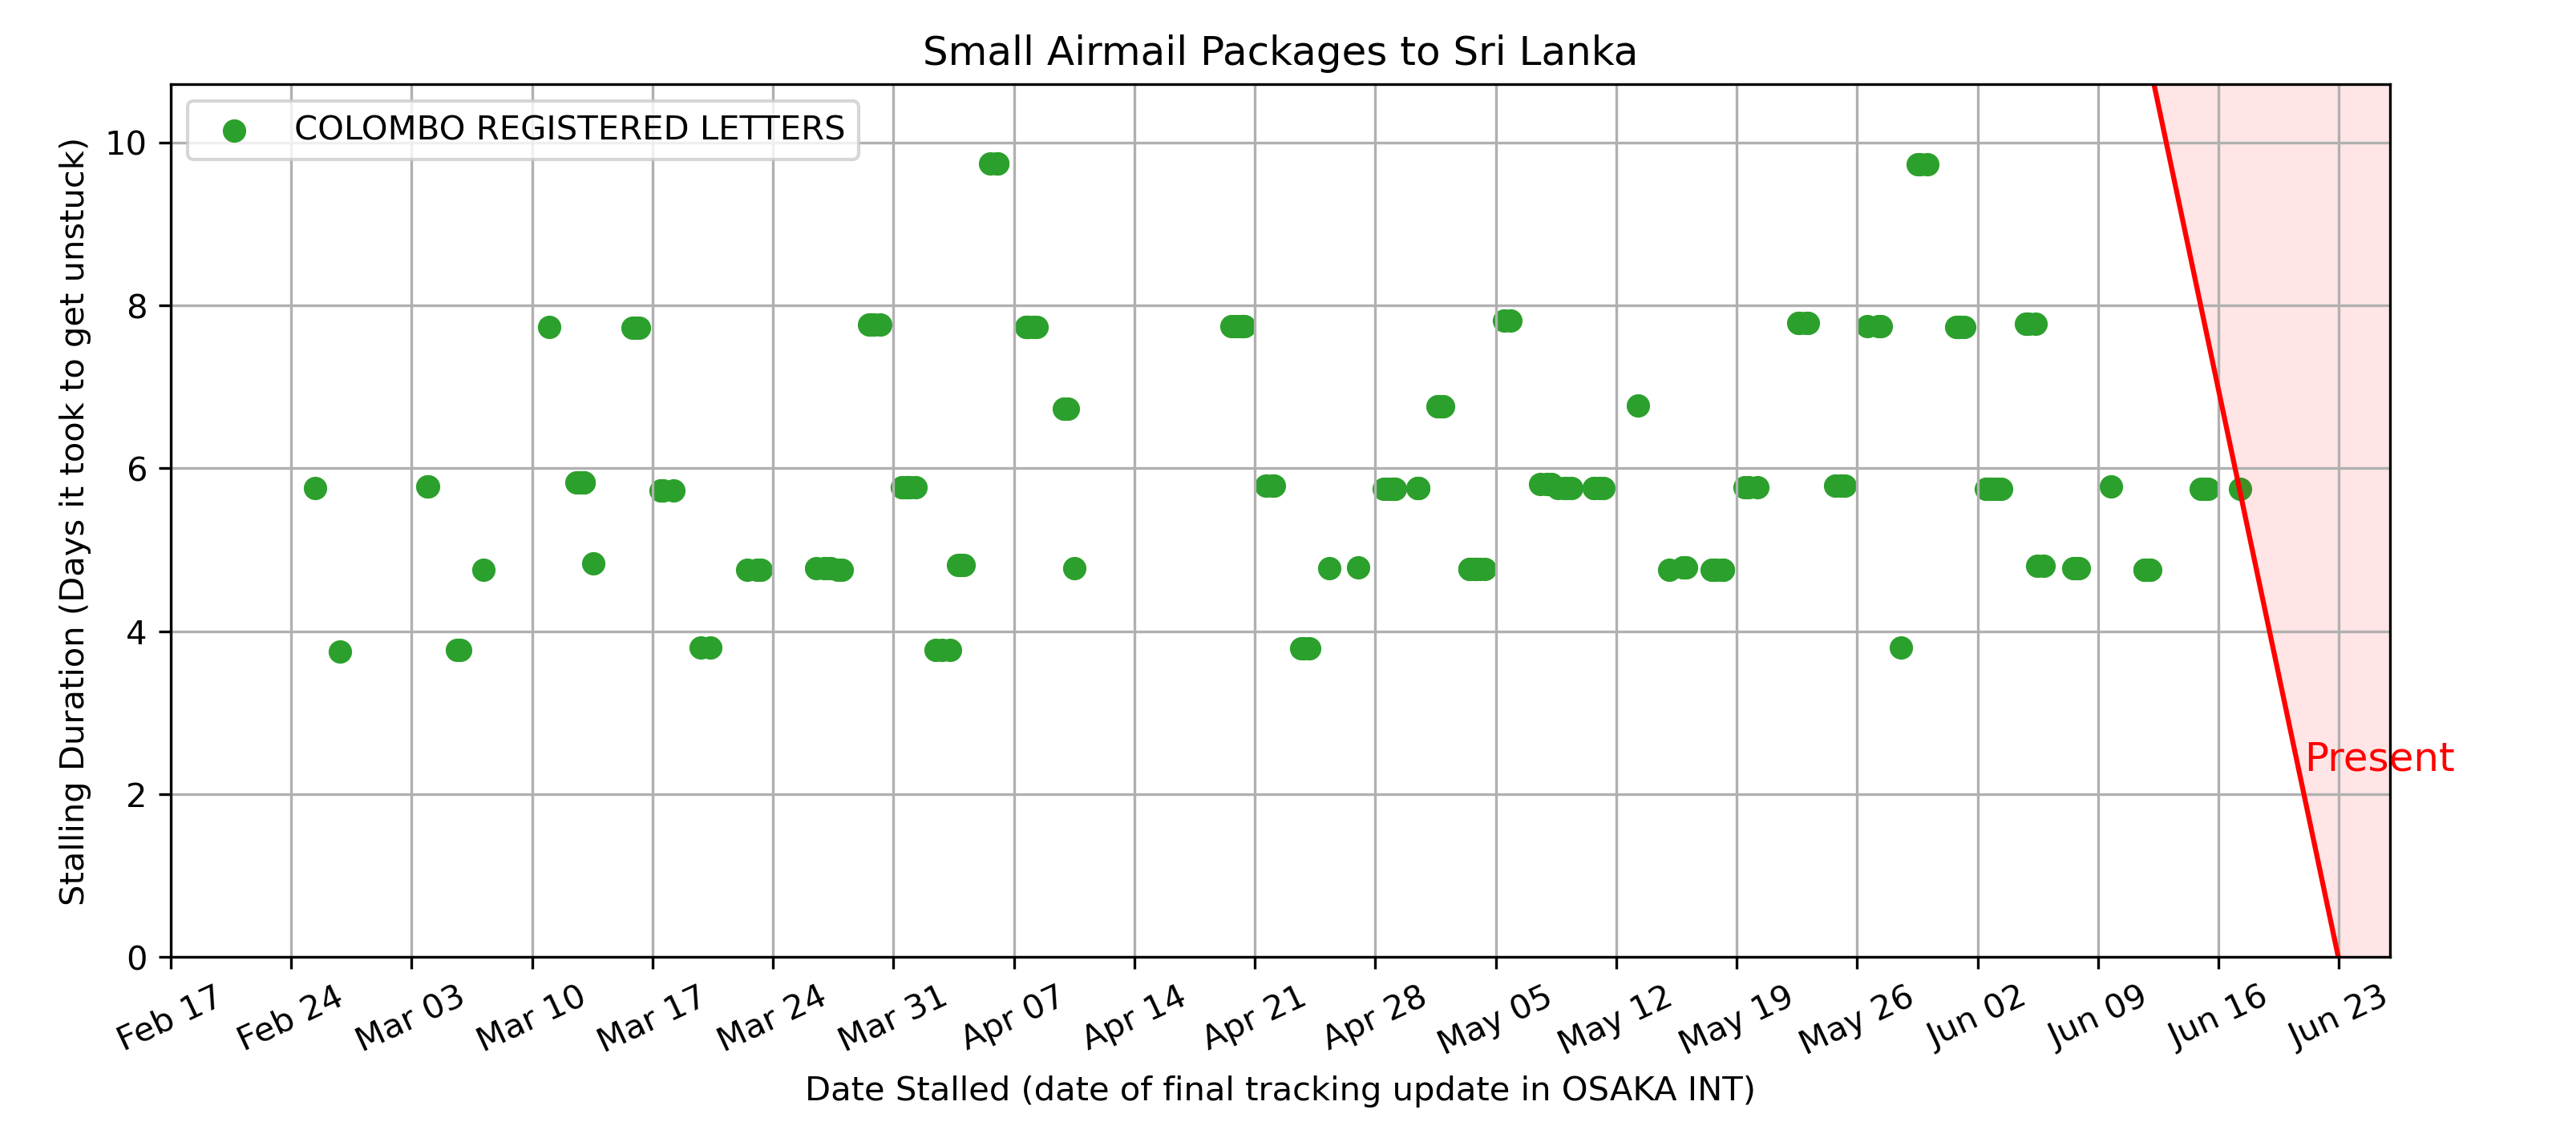 Small Airmail Packages to Sri Lanka
COLOMBO REGISTERED LETTERS
Stalling Duration (Days it took to get unstuck)
10
8
6
4
2
0
Present
Feb 17 Feb 24 Mar 03 Mar 10 Mar 17 Mar 24 Mar 31 Apr 07 Apr 14 Apr 21 Apr 28 May 05 May 12 May 19 May 26 Jun 02 Jun 09 Jun 16 Jun 23
Date Stalled (date of final tracking update in OSAKA INT)